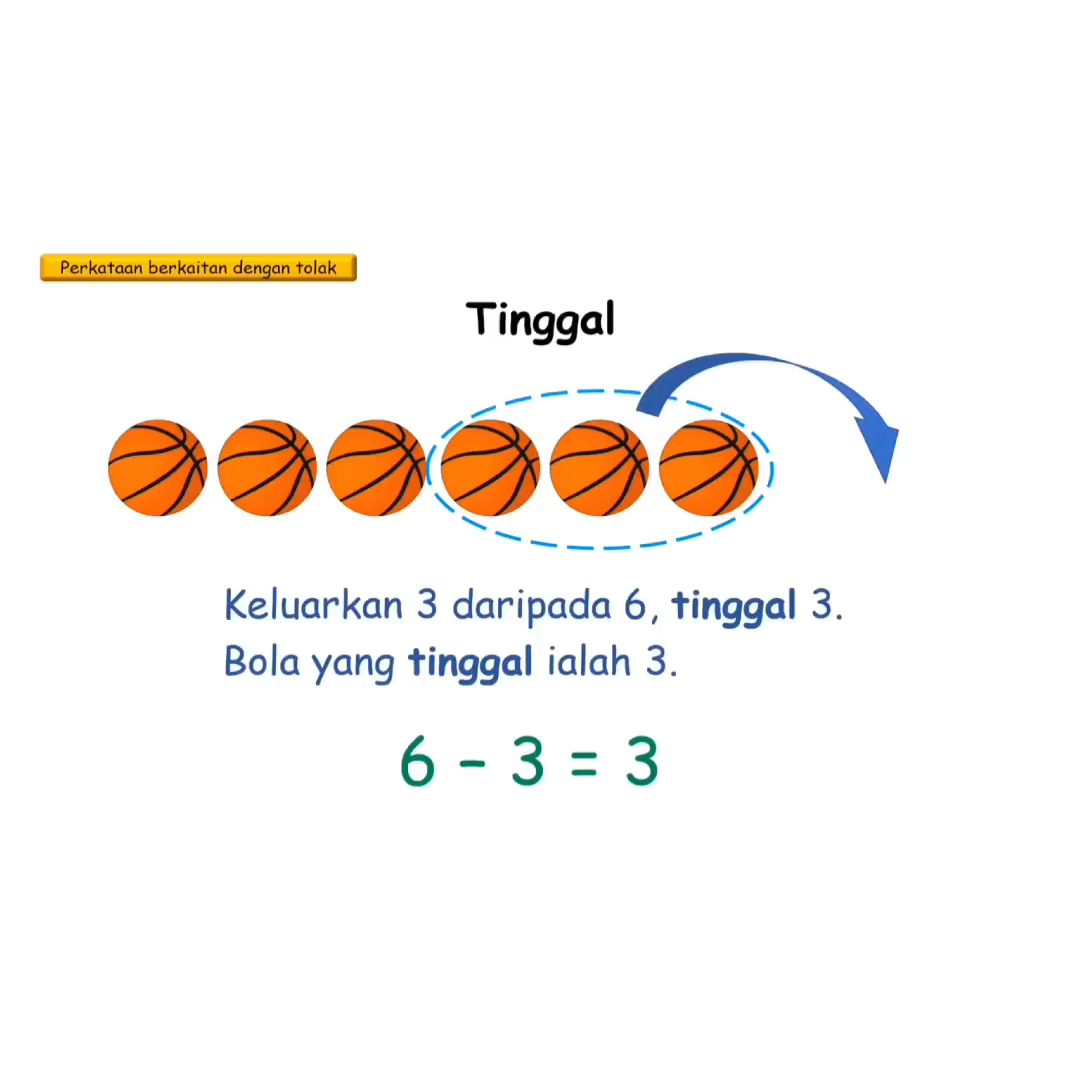 Perkataan berkaitan dengan tolak
Tinggal
Keluarkan 3 daripada 6, tinggal 3.
Bola yang tinggal ialah 3.
6 – 3 = 3